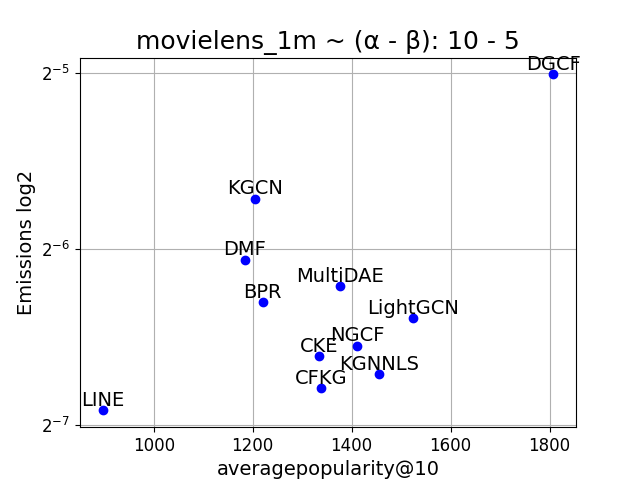 movielens_1m ~ (α - β): 10 - 5
DGCF
2⁻⁵
KGCN
2⁻⁶
DMF
MultiDAE
BPR
LightGCN
NGCF
CKE
KGNNLS
CFKG
LINE
2⁻⁷
Emissions log2
1000 1200 1400 1600 1800
averagepopularity@10